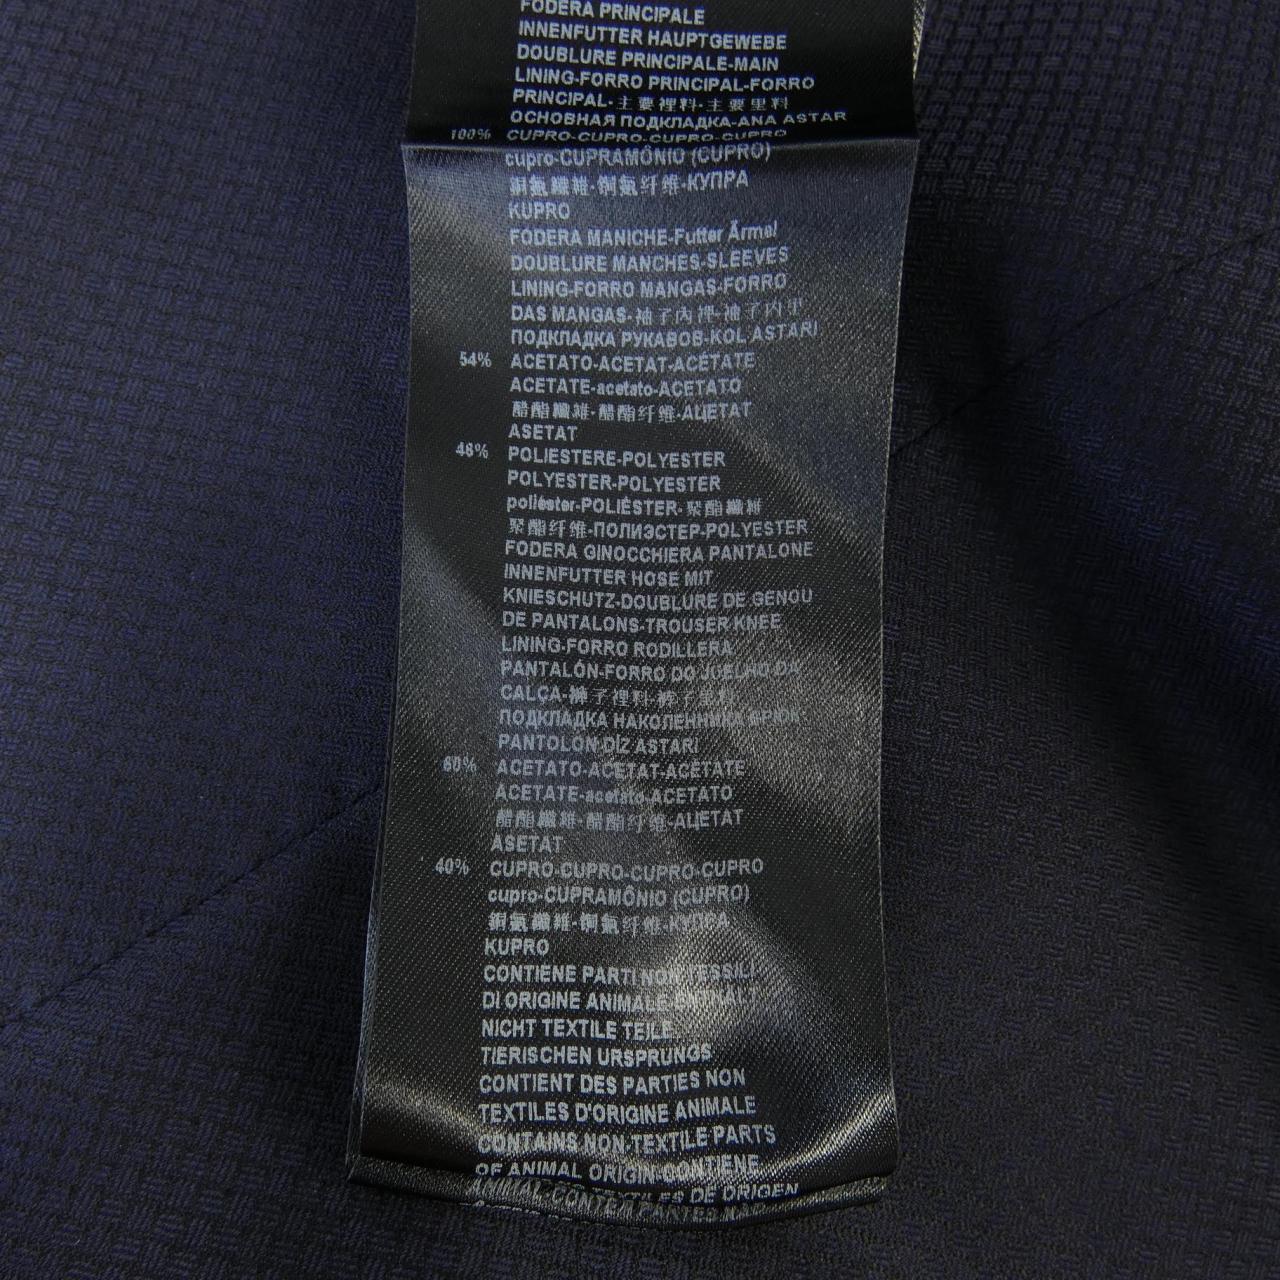 FODERA PRINCIPALE
INNENFUTTER HAUPTGEWEBE
DOUBLURE PRINCIPALE-MAIN
LINING-FORRO PRINCIPAL-FORRO
PRINCIPAL-主要裡料-主要里料
ОСНОВНАЯ ПОДКЛАДКА-ANA ASTAR
100% CUPRO-CUPRO-CUPRO-CUPRO
cupro-CUPRAMÔNIO (CUPRO)
銅氨纖維-铜氨纤维-КУПРА
KUPRO
FODERA MANICHE-Futter Ärmel
DOUBLURE MANCHES-SLEEVES
LINING-FORRO MANGAS-FORRO
DAS MANGAS-袖子內裡-袖子内里
ПОДКЛАДКА РУКАВОВ-KOL ASTARI
54% ACETATO-ACETAT-ACÉTATE
ACETATE-acetato-ACETATO
醋酯纖維-醋酯纤维-АЦЕТАТ
ASETAT
46% POLIESTERE-POLYESTER
POLYESTER-POLYESTER
poliéster-POLIÉSTER-聚酯纖維
聚酯纤维-ПОЛИЭСТЕР-POLYESTER
FODERA GINOCCHIERA PANTALONE
INNENFUTTER HOSE MIT
KNIESCHUTZ-DOUBLURE DE GENOU
DE PANTALONS-TROUSER KNEE
LINING-FORRO RODILLERA
PANTALÓN-FORRO DO JOELHO DA
CALÇA-褲子裡料-裤子里料
ПОДКЛАДКА НАКОЛЕННИКА БРЮК
PANTOLON DİZ ASTARI
60% ACETATO-ACETAT-ACÉTATE
ACETATE-acetato-ACETATO
醋酯纖維-醋酯纤维-АЦЕТАТ
ASETAT
40% CUPRO-CUPRO-CUPRO-CUPRO
cupro-CUPRAMÔNIO (CUPRO)
銅氨纖維-铜氨纤维-КУПРА
KUPRO
CONTIENE PARTI NON TESSILI
DI ORIGINE ANIMALE-ENTHÄLT
NICHT TEXTILE TEILE
TIERISCHEN URSPRUNGS
CONTIENT DES PARTIES NON
TEXTILES D'ORIGINE ANIMALE
CONTAINS NON-TEXTILE PARTS
OF ANIMAL ORIGIN-CONTIENE
TEXTILES DE ORIGEN